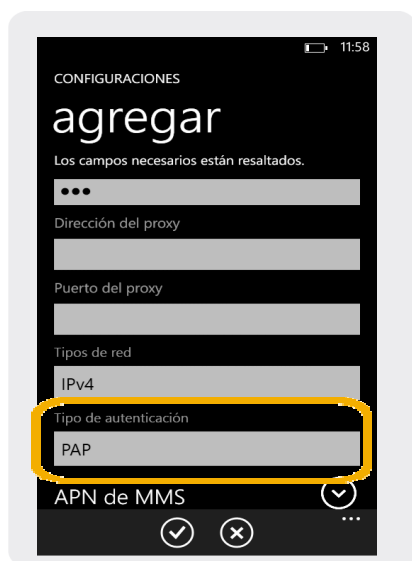 11:58
CONFIGURACIONES
agregar
Los campos necesarios están resaltados.
•••
Dirección del proxy
Puerto del proxy
Tipos de red
IPv4
Tipo de autenticación
PAP
APN de MMS
...